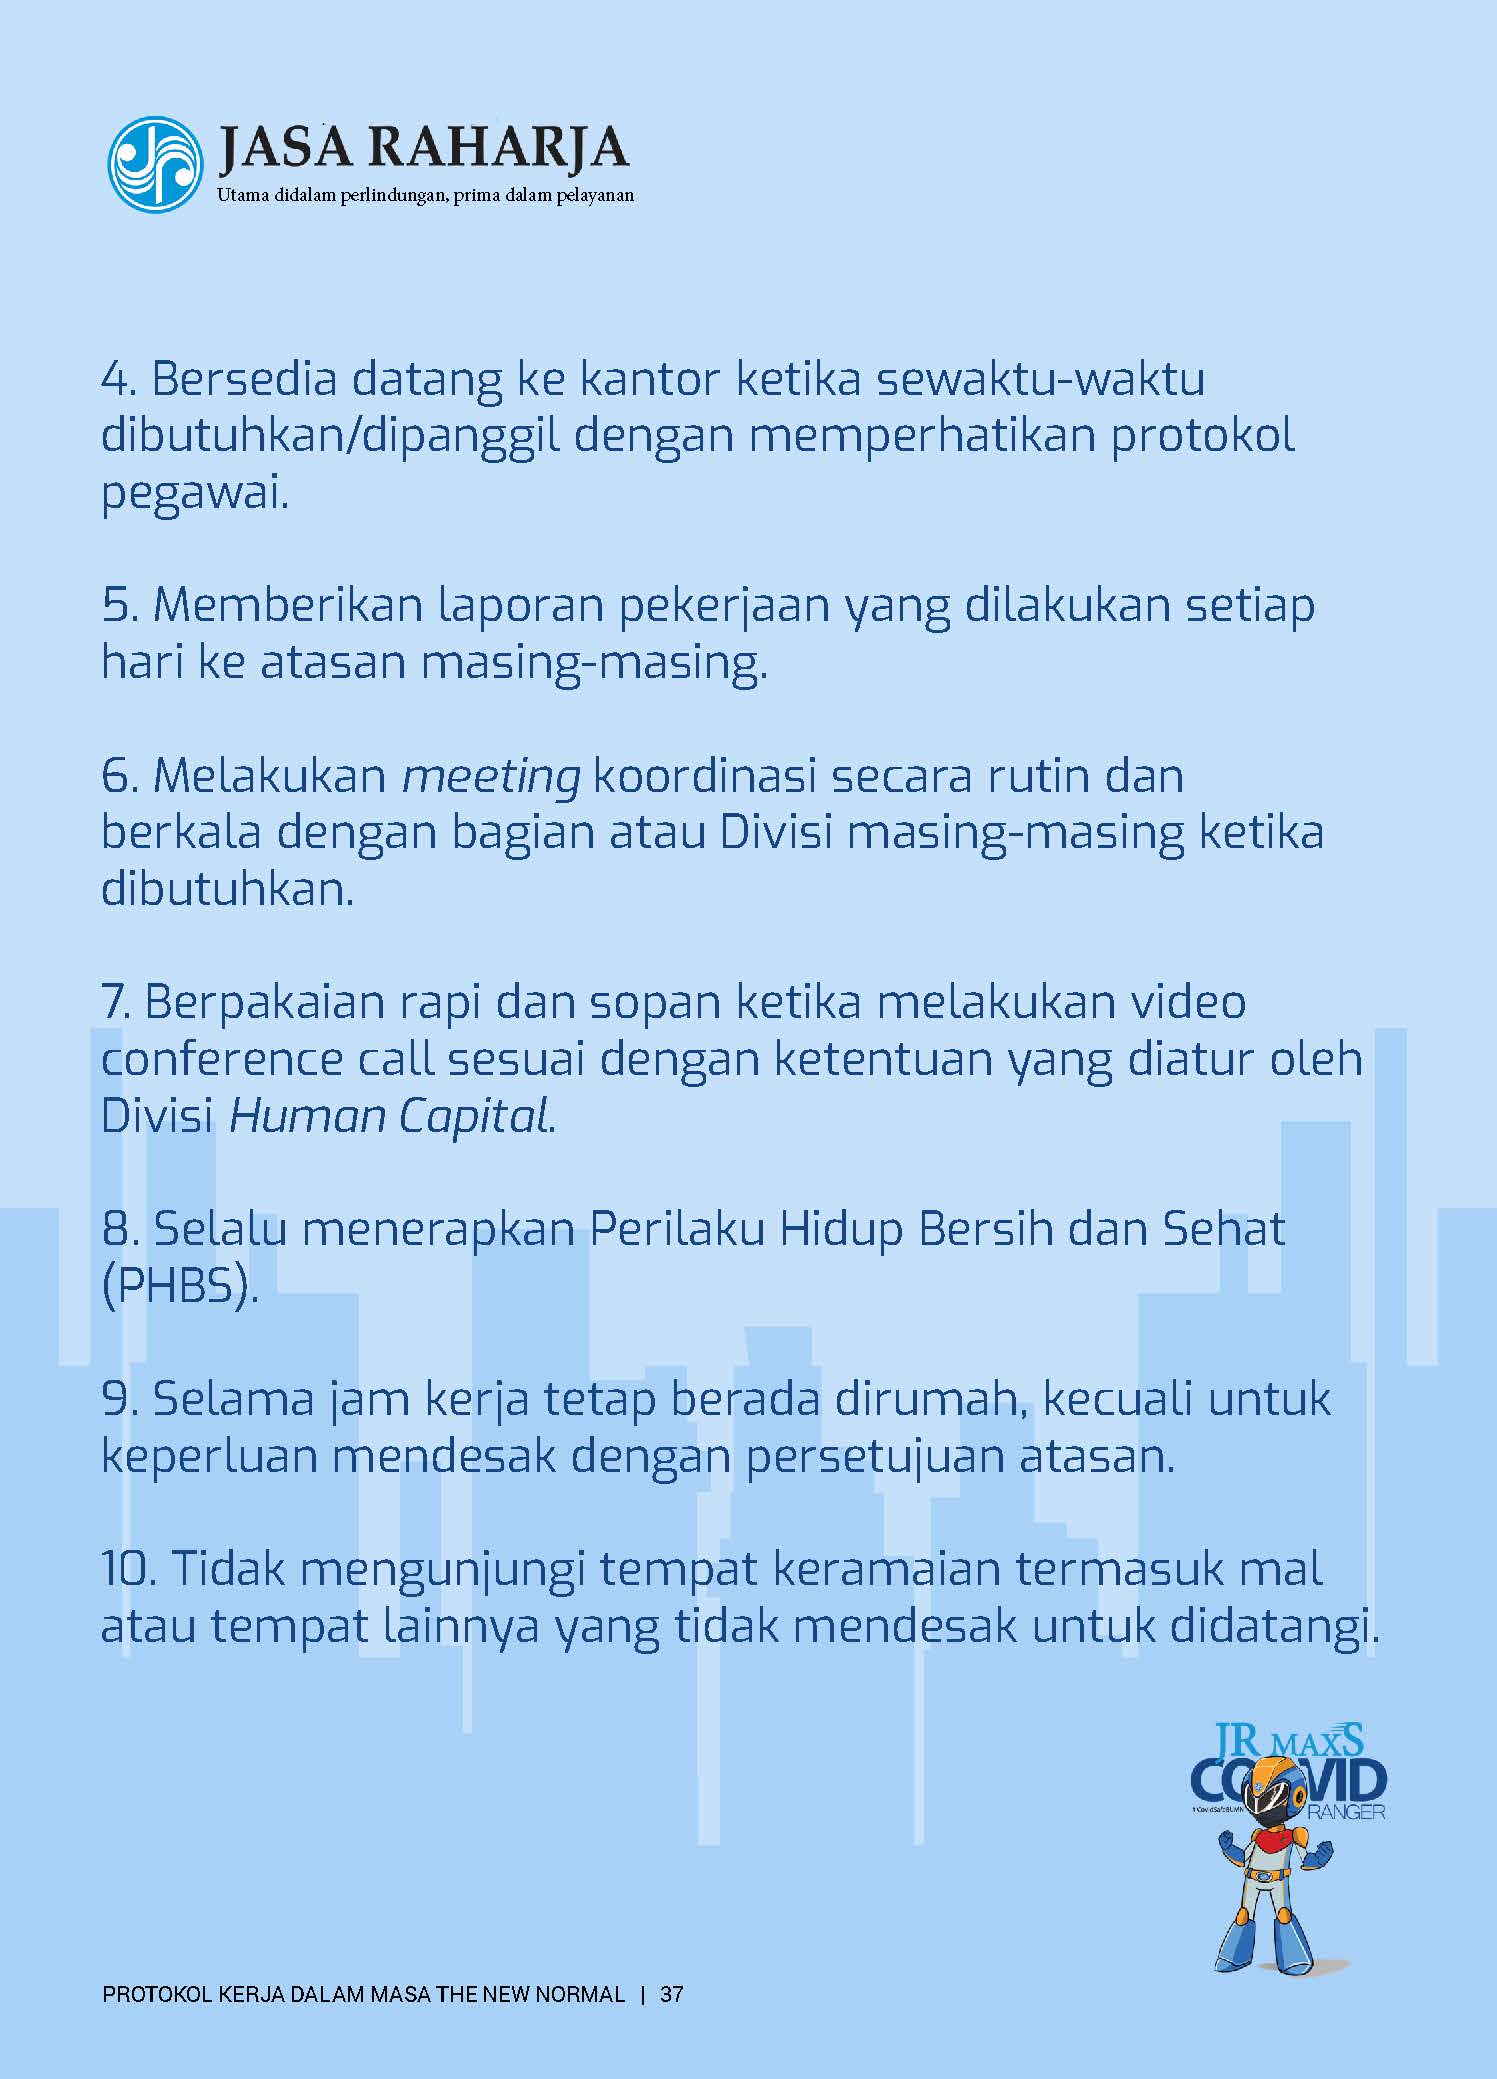 JASA RAHARJA
Utama didalam perlindungan, prima dalam pelayanan
4. Bersedia datang ke kantor ketika sewaktu-waktu
dibutuhkan/dipanggil dengan memperhatikan protokol
pegawai.
5. Memberikan laporan pekerjaan yang dilakukan setiap
hari ke atasan masing-masing.
6. Melakukan meeting koordinasi secara rutin dan
berkala dengan bagian atau Divisi masing-masing ketika
dibutuhkan.
7. Berpakaian rapi dan sopan ketika melakukan video
conference call sesuai dengan ketentuan yang diatur oleh
Divisi Human Capital.
8. Selalu menerapkan Perilaku Hidup Bersih dan Sehat
(PHBS).
9. Selama jam kerja tetap berada dirumah, kecuali untuk
keperluan mendesak dengan persetujuan atasan.
10. Tidak mengunjungi tempat keramaian termasuk mal
atau tempat lainnya yang tidak mendesak untuk didatangi.
JR MAXS
COVID
#CovidSafeBUMN
RANGER
PROTOKOL KERJA DALAM MASA THE NEW NORMAL | 37